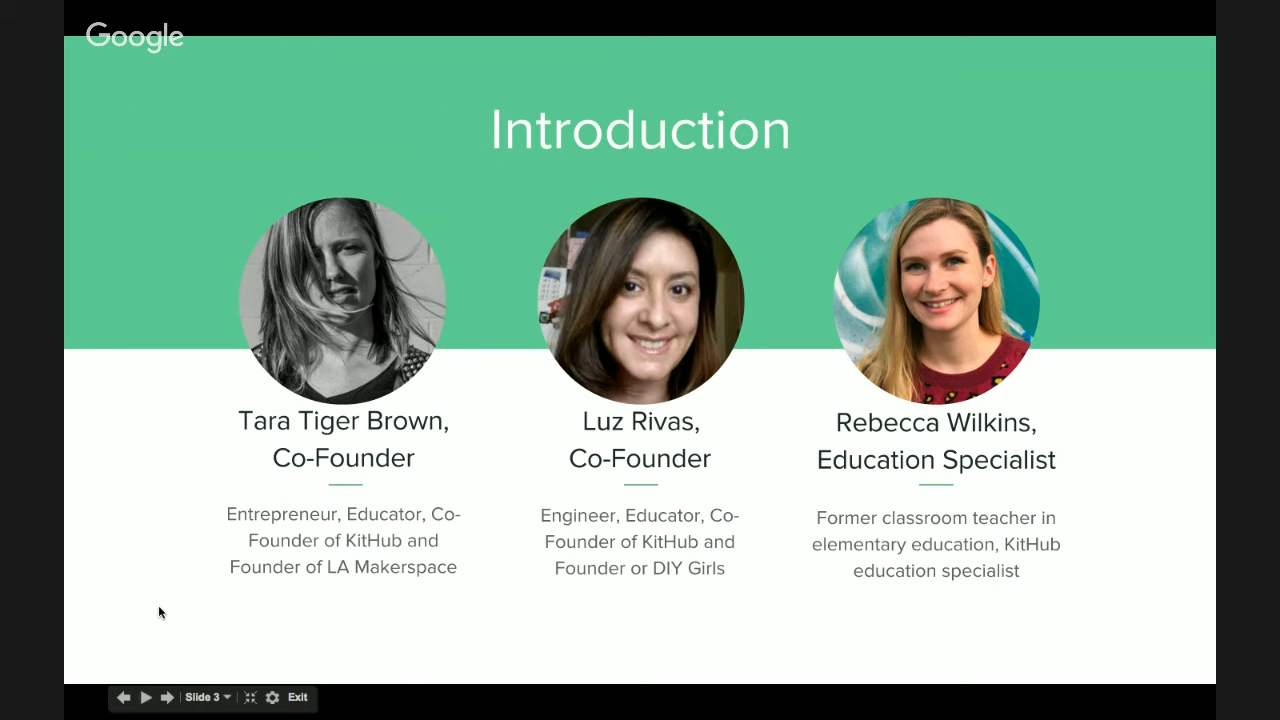 Google
Introduction
Tara Tiger Brown,
Co-Founder
Entrepreneur, Educator, Co-
Founder of KitHub and
Founder of LA Makerspace
Luz Rivas,
Co-Founder
Engineer, Educator, Co-
Founder of KitHub and
Founder or DIY Girls
Rebecca Wilkins,
Education Specialist
Former classroom teacher in
elementary education, KitHub
education specialist
Slide 3
Exit